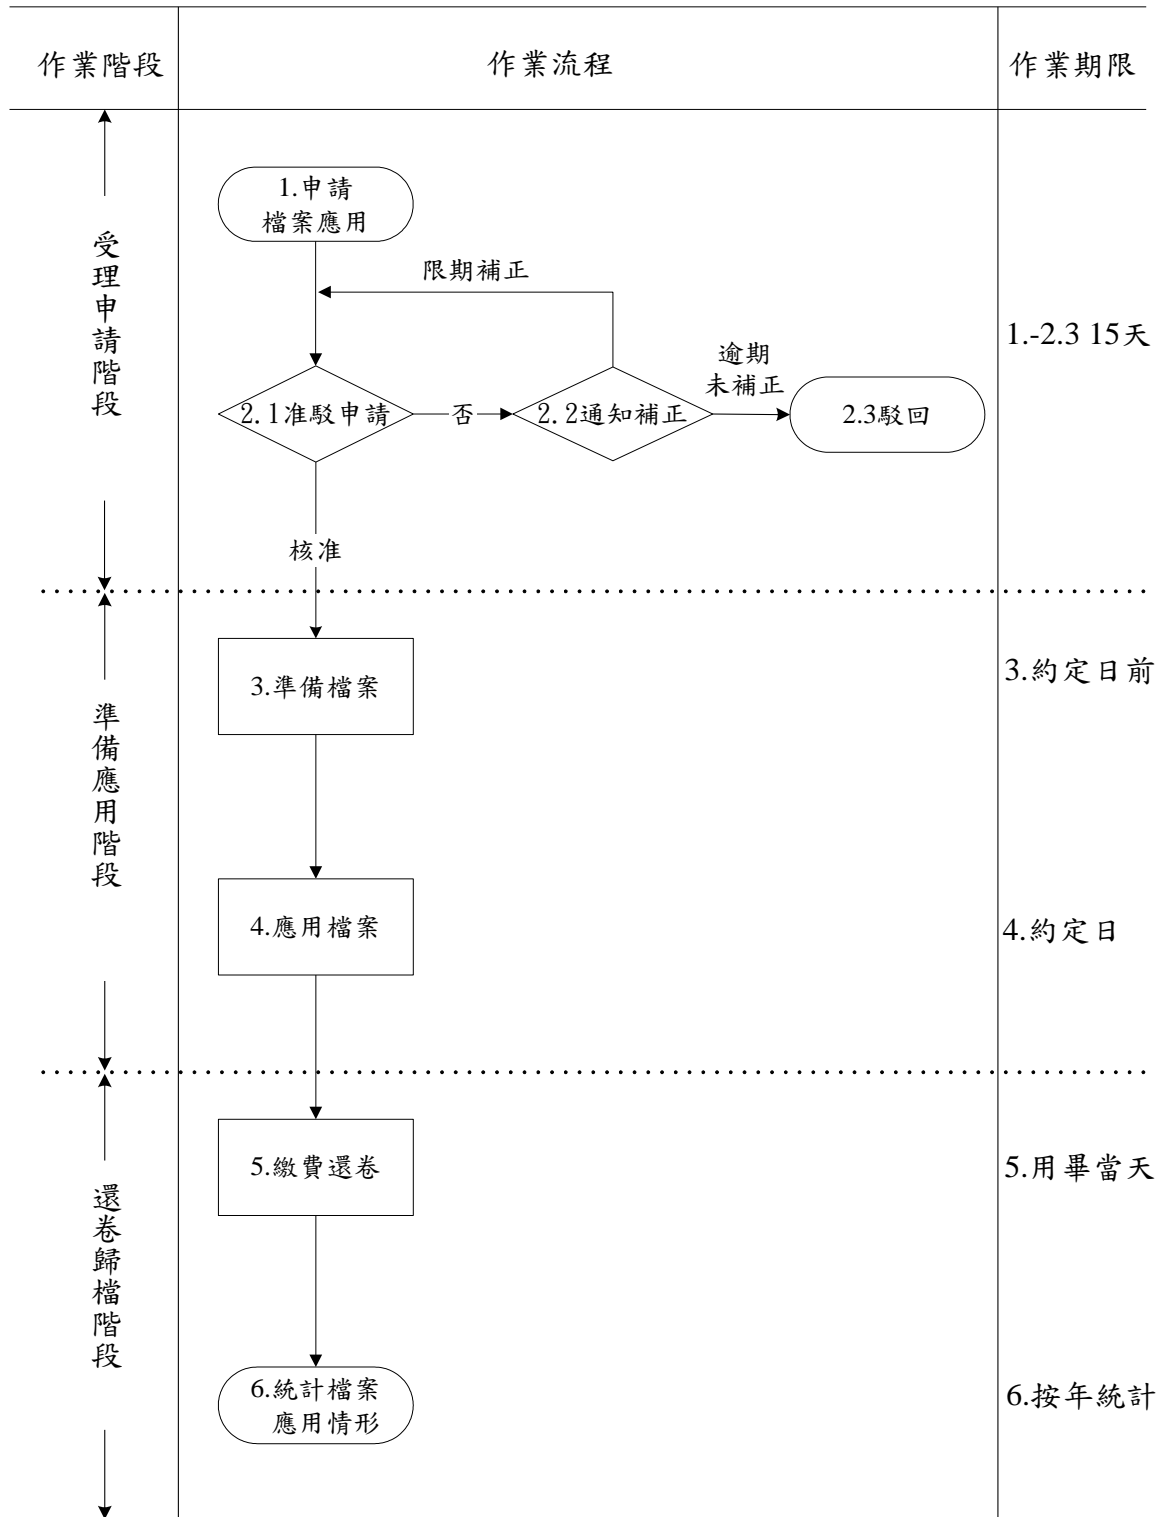 作業階段
作業流程
作業期限
受理申請階段
1.申請
檔案應用
限期補正
逾期
未補正
2.1准駁申請
否
2.2通知補正
2.3駁回
核准
1.-2.3 15天
準備應用階段
3.準備檔案
3.約定日前
4.應用檔案
4.約定日
還卷歸檔階段
5.繳費還卷
5.用畢當天
6.統計檔案
應用情形
6.按年統計